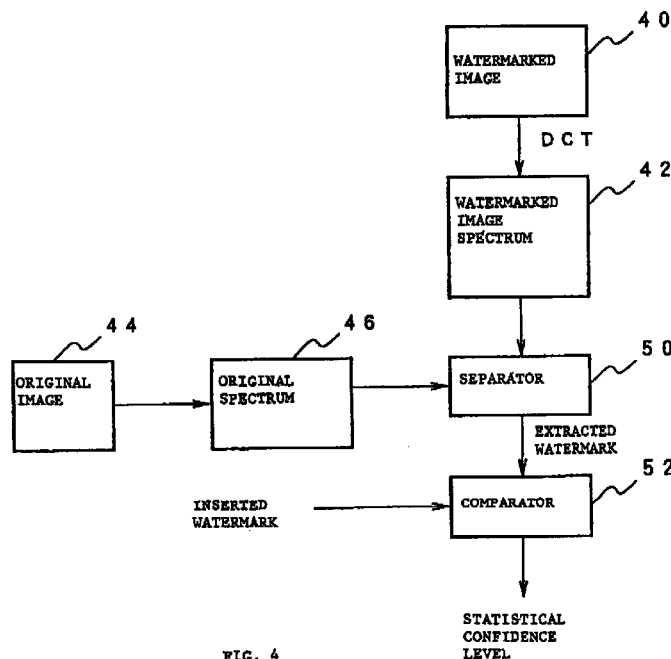 40
WATERMARKED
IMAGE
DCT
42
WATERMARKED
IMAGE
SPECTRUM
44
46
50
ORIGINAL
IMAGE
ORIGINAL
SPECTRUM
SEPARATOR
EXTRACTED
WATERMARK
52
INSERTED
WATERMARK
COMPARATOR
STATISTICAL
CONFIDENCE
LEVEL
FIG. 4